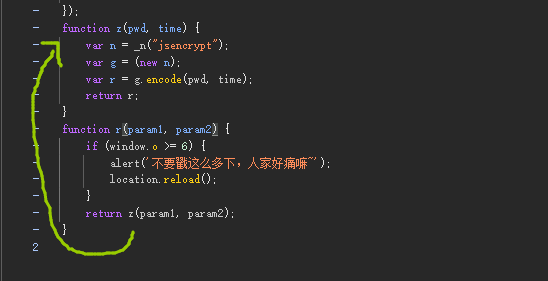 });
function z(pwd, time) {
var n = _n("jsencrypt");
var g = (new n);
var r = g.encode(pwd, time);
return r;
}
function r(param1, param2) {
if (window.o >= 6) {
alert('不要戳这么多下，人家好痛嘛~');
location.reload();
}
return z(param1, param2);
}
2